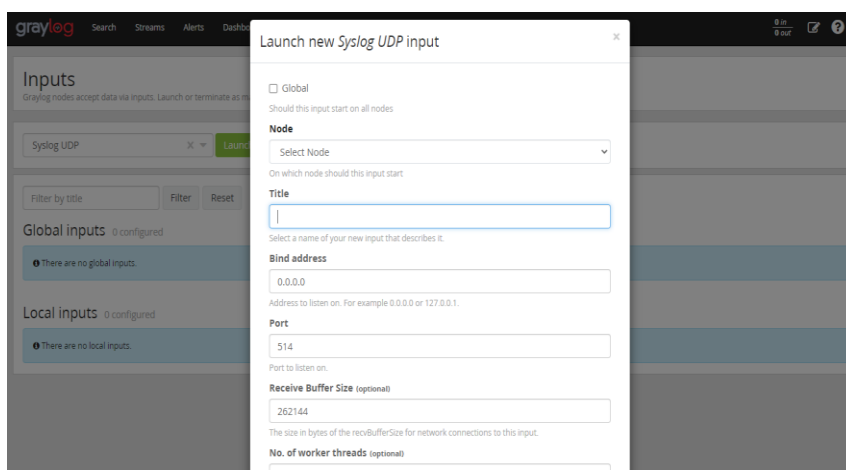 graylog Search Streams Alerts Dashbo
0 in
0 out
Launch new Syslog UDP input ×
Inputs
Graylog nodes accept data via inputs. Launch or terminate as m
Syslog UDP X Launc
Filter by title Filter Reset
Global inputs 0 configured
There are no global inputs.
Local inputs 0 configured
There are no local inputs.
Global
Should this input start on all nodes
Node
Select Node
On which node should this input start
Title
Select a name of your new input that describes it.
Bind address
0.0.0.0
Address to listen on. For example 0.0.0.0 or 127.0.0.1.
Port
514
Port to listen on.
Receive Buffer Size (optional)
262144
The size in bytes of the recvBufferSize for network connections to this input.
No. of worker threads (optional)